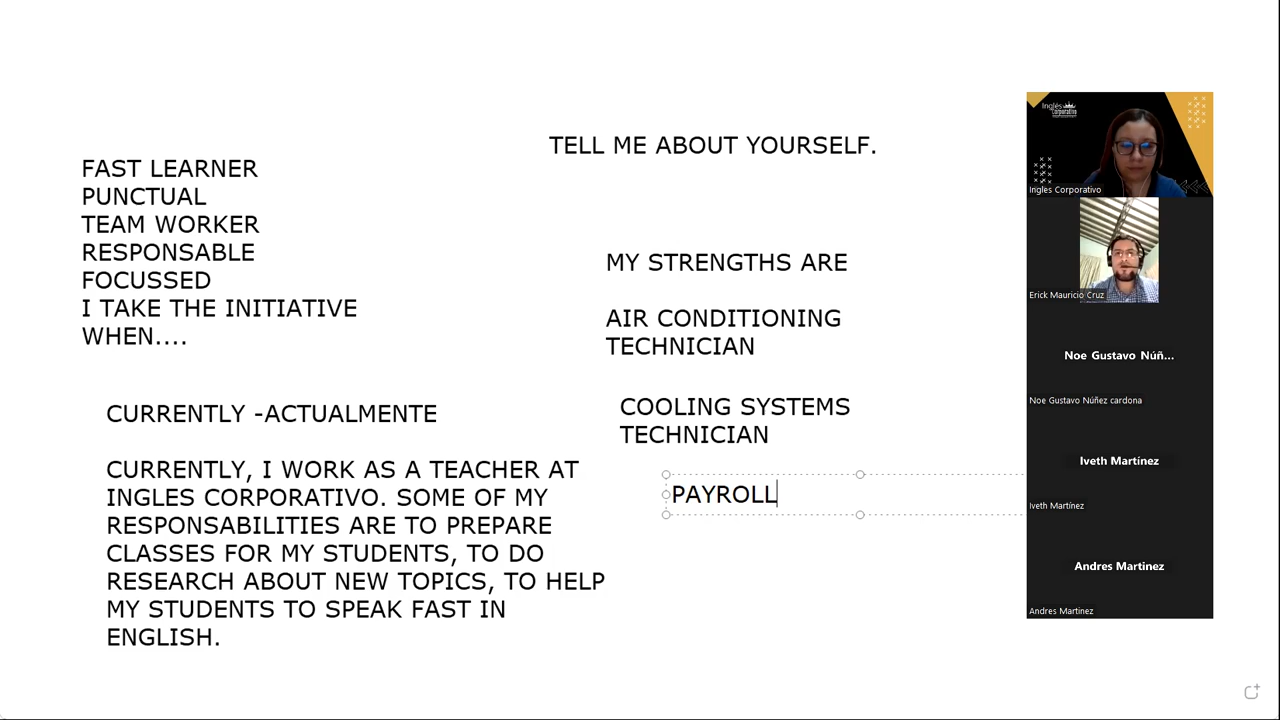 TELL ME ABOUT YOURSELF.
FAST LEARNER
PUNCTUAL
TEAM WORKER
RESPONSABLE
FOCUSSED
I TAKE THE INITIATIVE
WHEN....
MY STRENGTHS ARE
AIR CONDITIONING
TECHNICIAN
CURRENTLY -ACTUALMENTE
CURRENTLY, I WORK AS A TEACHER AT
INGLES CORPORATIVO. SOME OF MY
RESPONSABILITIES ARE TO PREPARE
CLASSES FOR MY STUDENTS, TO DO
RESEARCH ABOUT NEW TOPICS, TO HELP
MY STUDENTS TO SPEAK FAST IN
ENGLISH.
COOLING SYSTEMS
TECHNICIAN
PAYROLL
Inglés
Corporativo
Ingles Corporativo
Erick Mauricio Cruz
Noe Gustavo Núñ...
Noe Gustavo Núñez cardona
Iveth Martínez
Iveth Martínez
Andres Martinez
Andres Martinez